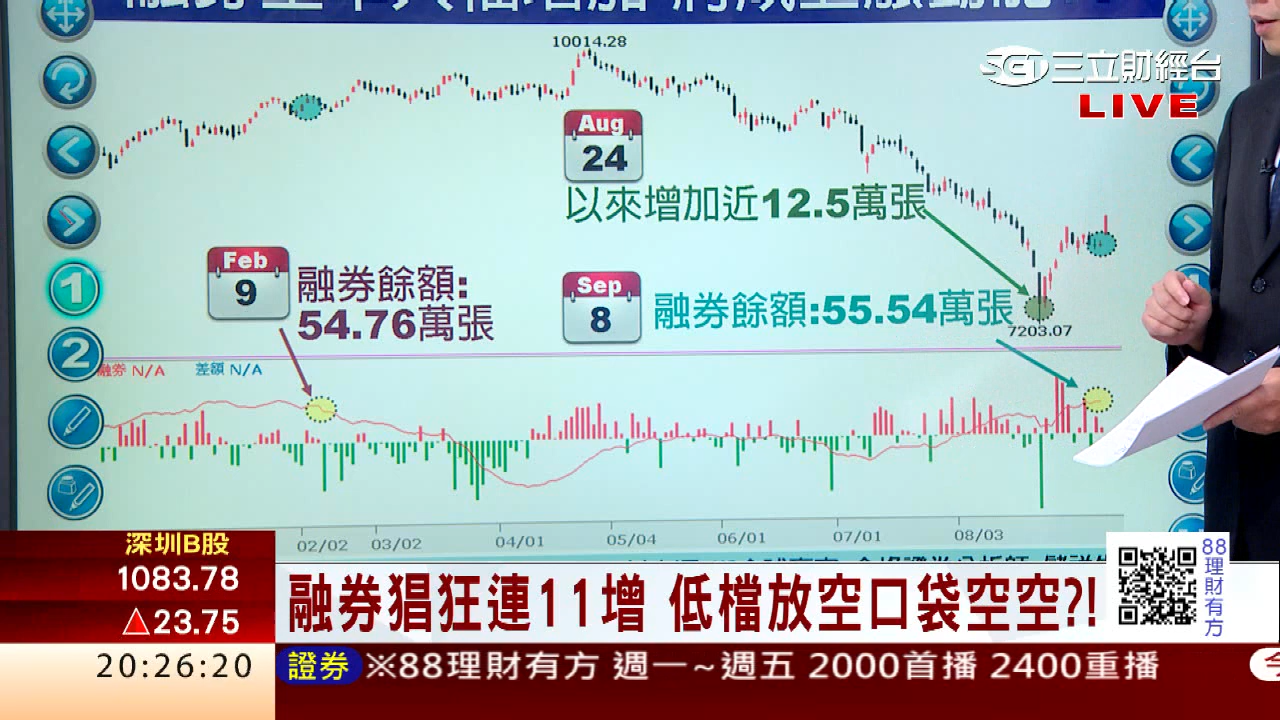 10014.28
三立財經台
LIVE
Aug
24
以來增加近12.5萬張
Feb
9
融券餘額:
54.76萬張
Sep
8
融券餘額:55.54萬張
7203.07
1
2
融券 N/A
差額 N/A
02/02
03/02
04/01
05/04
06/01
07/01
08/03
深圳B股
1083.78
▲23.75
融券猖狂連11增 低檔放空口袋空空?!
88理財有方
20:26:20
證券
※88理財有方 週一~週五 2000首播 2400重播